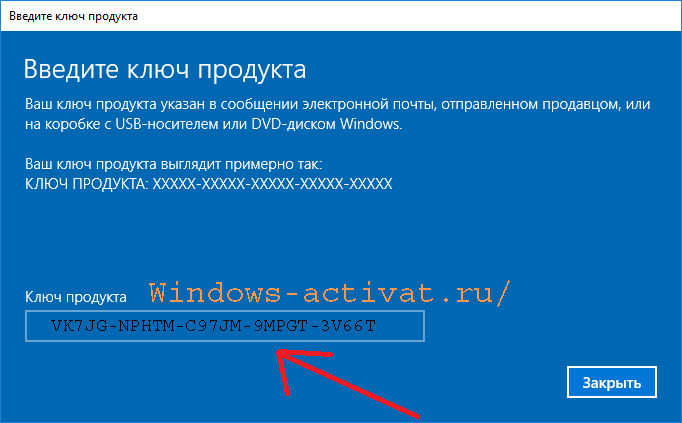 Введите ключ продукта
Введите ключ продукта
Ваш ключ продукта указан в сообщении электронной почты, отправленном продавцом, или
на коробке с USB-носителем или DVD-диском Windows.
Ваш ключ продукта выглядит примерно так:
КЛЮЧ ПРОДУКТА: XXXXX-XXXXX-XXXXX-XXXXX-XXXXX
Ключ продукта Windows-activat.ru/
VK7JG-NPHTM-C97JM-9MPGT-3V66T
Закрыть